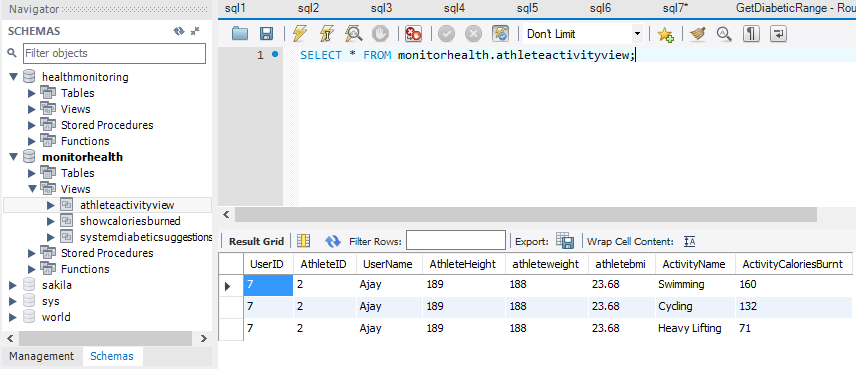 Navigator
SCHEMAS
Filter objects
healthmonitoring
Tables
Views
Stored Procedures
Functions
monitorhealth
Tables
Views
athleteactivityview
showcaloriesburned
systemdiabeticsuggestions
Stored Procedures
Functions
sakila
sys
world
Management Schemas
sql1 sql2 sql3 sql4 sql5 sql6 sql7* GetDiabeticRange - Rou
Don't Limit
1 SELECT * FROM monitorhealth.athleteactivityview;
Result Grid Filter Rows: Export: Wrap Cell Content: IA
UserID AthleteID UserName AthleteHeight athleteweight athletebmi ActivityName ActivityCaloriesBurnt
7 2 Ajay 189 188 23.68 Swimming 160
7 2 Ajay 189 188 23.68 Cycling 132
7 2 Ajay 189 188 23.68 Heavy Lifting 71